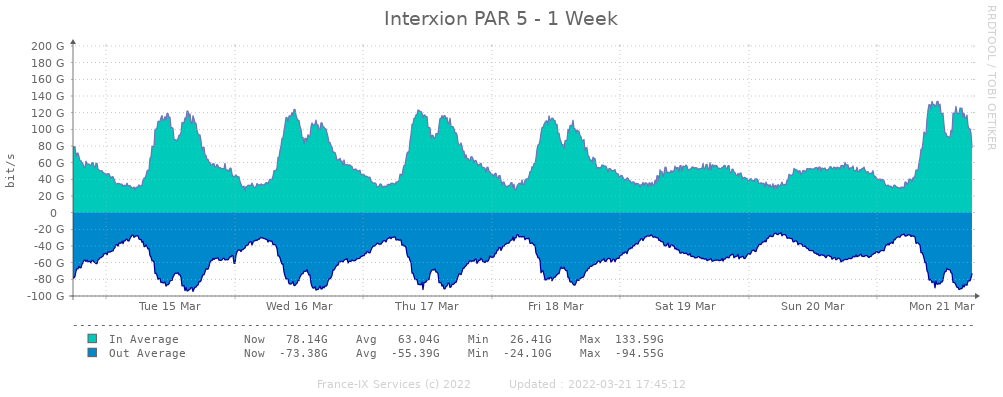 Interxion PAR 5 - 1 Week
RRDTOOL / TOBI OETIKER
bit/s
200 G
180 G
160 G
140 G
120 G
100 G
80 G
60 G
40 G
20 G
0
-20 G
-40 G
-60 G
-80 G
-100 G
Tue 15 Mar Wed 16 Mar Thu 17 Mar Fri 18 Mar Sat 19 Mar Sun 20 Mar Mon 21 Mar
In Average Now 78.14G Avg 63.04G Min 26.41G Max 133.59G
Out Average Now -73.38G Avg -55.39G Min -24.10G Max -94.55G
France-IX Services (c) 2022 Updated : 2022-03-21 17:45:12